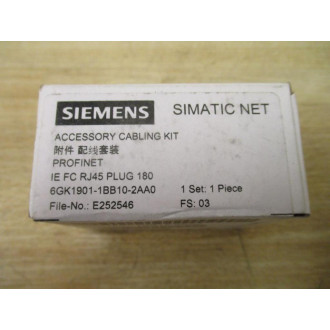 SIEMENS SIMATIC NET
ACCESSORY CABLING KIT
附件 配线套装
PROFINET
IE FC RJ45 PLUG 180
6GK1901-1BB10-2AA0 1 Set: 1 Piece
File-No.: E252546 FS: 03